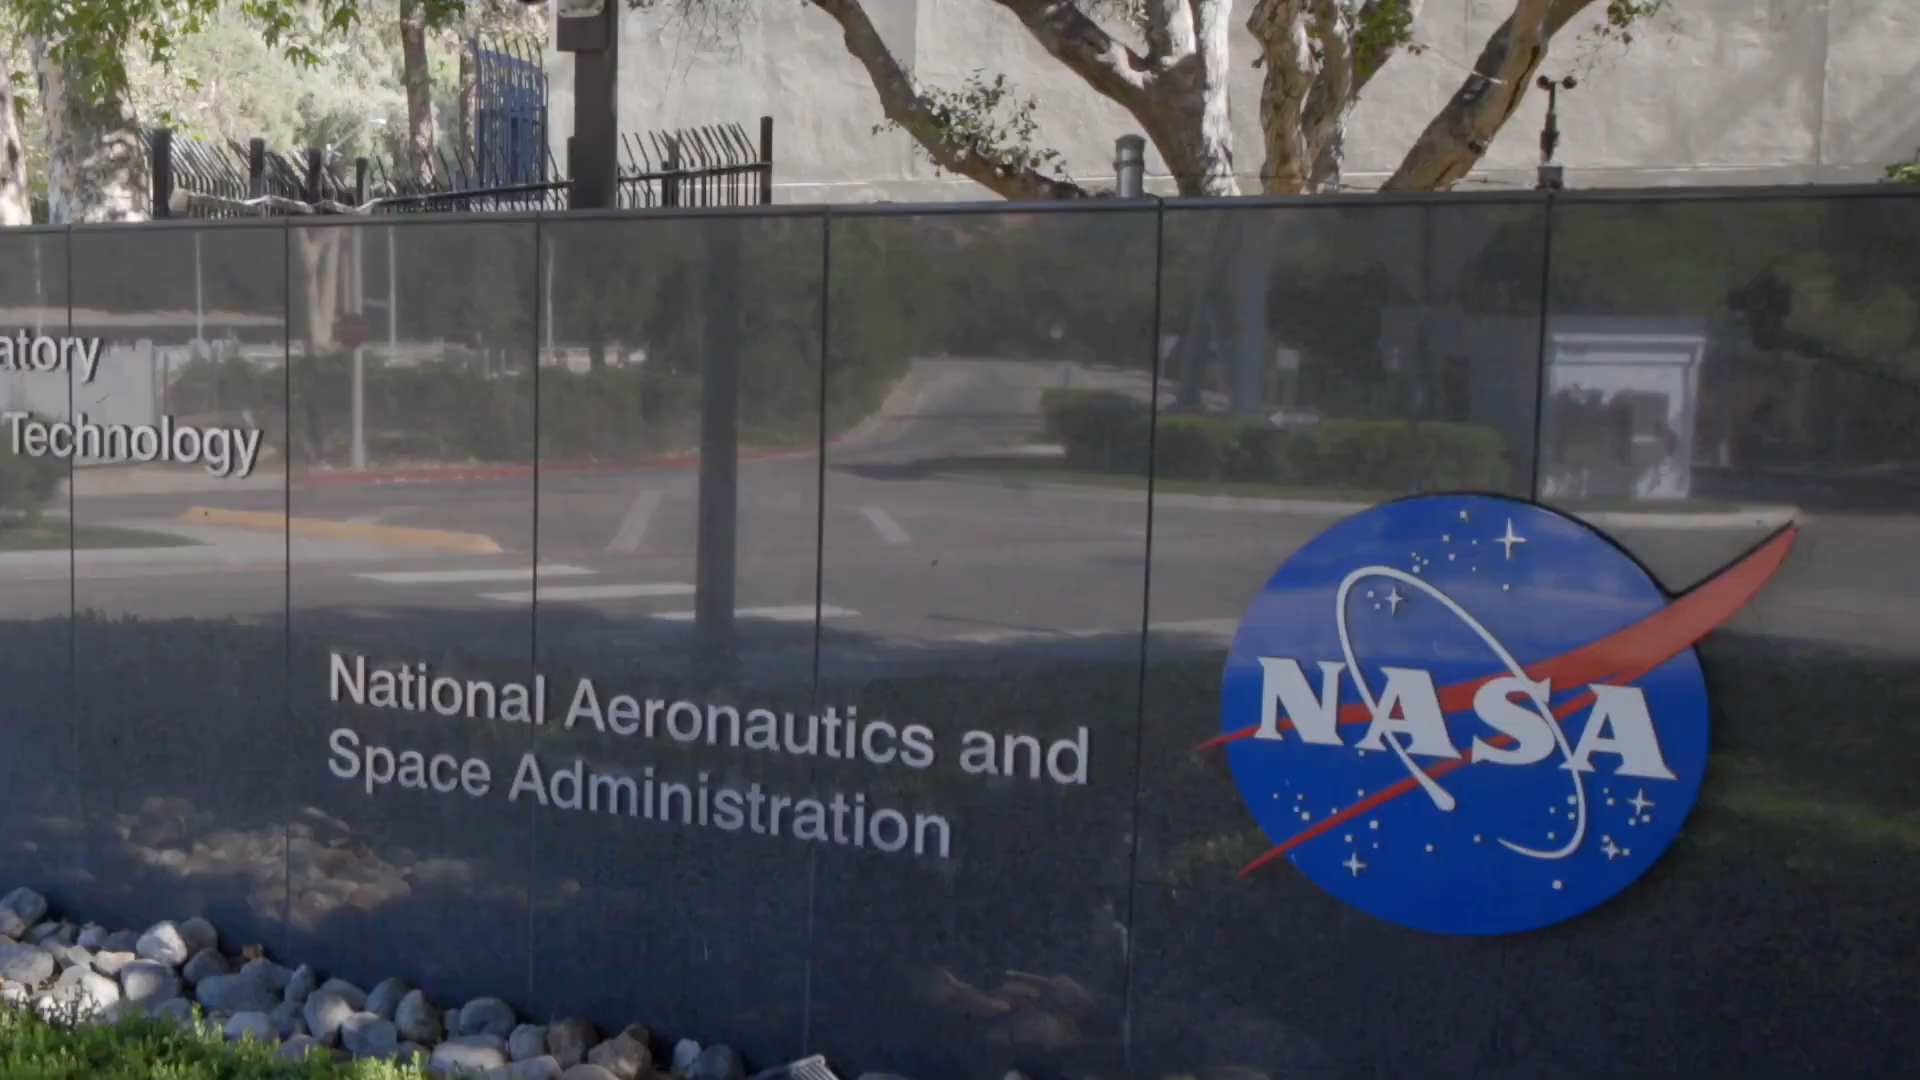 atory
Technology
National Aeronautics and
Space Administration
NASA